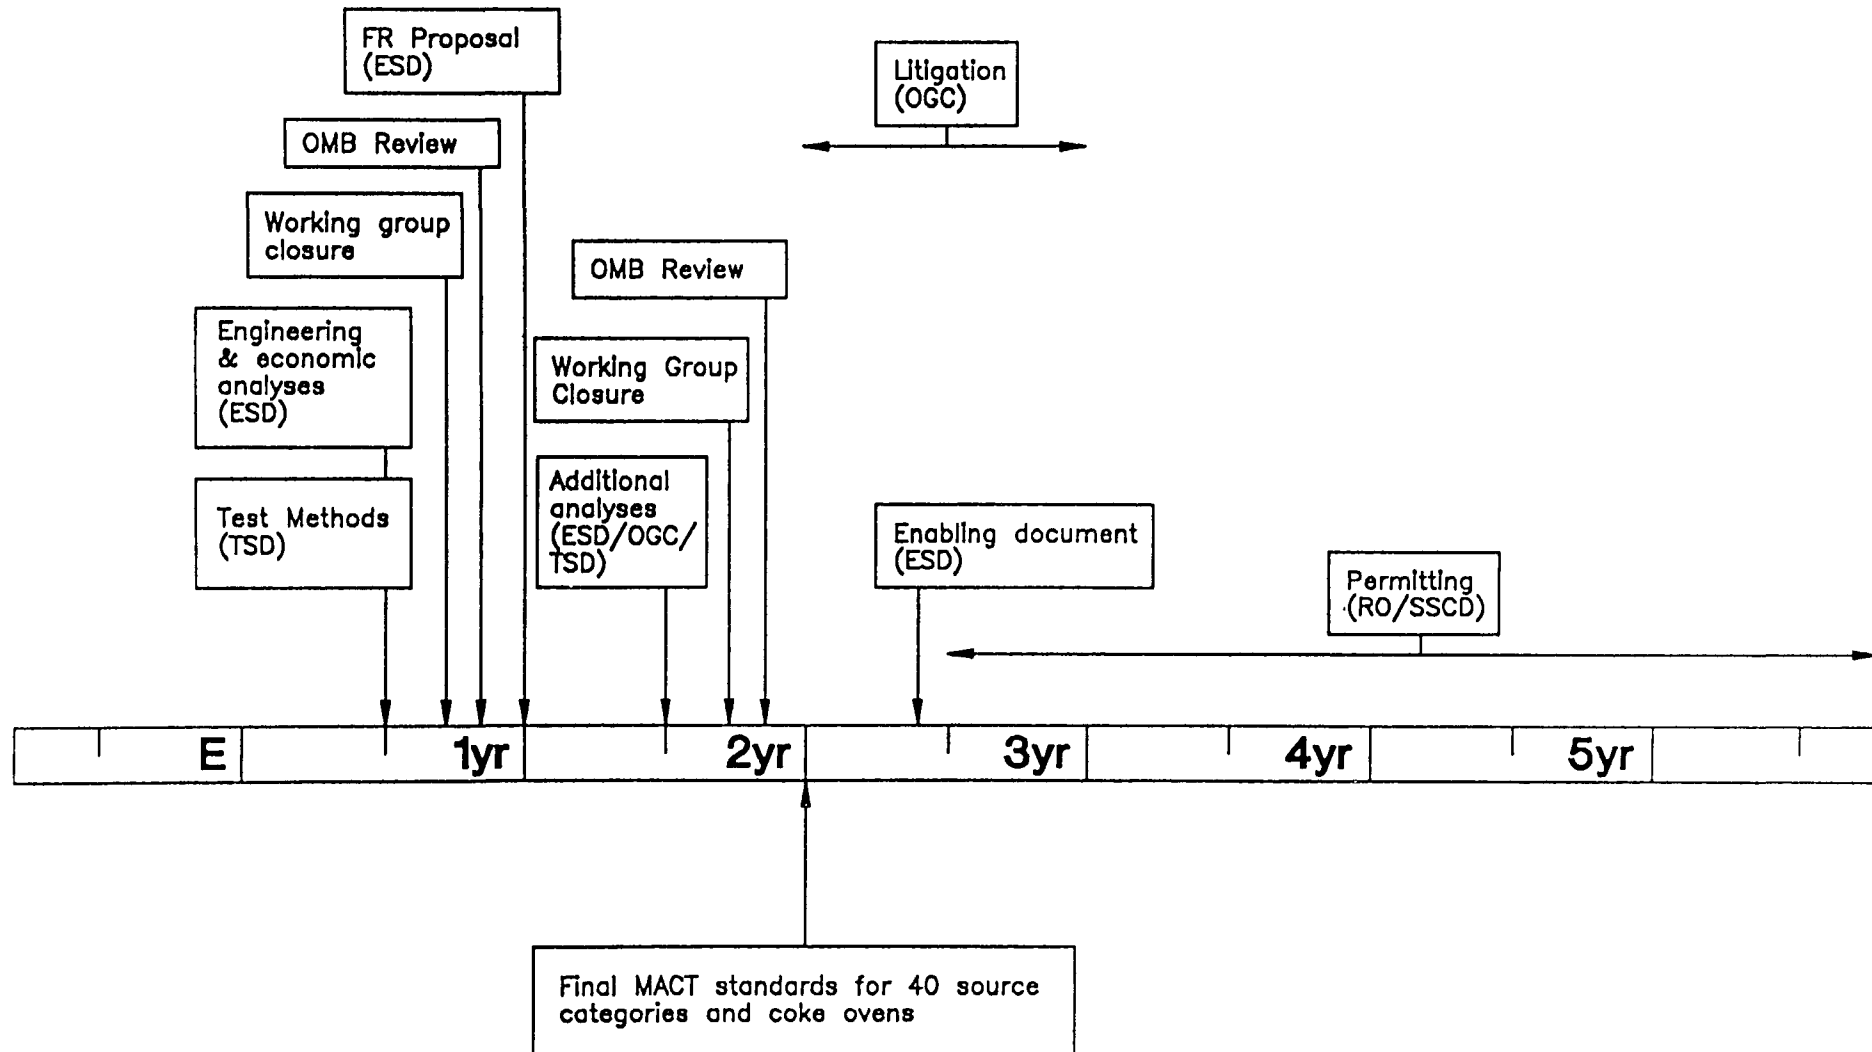 FR Proposal
(ESD)
Litigation
(OGC)
OMB Review
Working group
closure
OMB Review
Engineering
& economic
analyses
(ESD)
Working Group
Closure
Additional
analyses
(ESD/OGC/
TSD)
Test Methods
(TSD)
Enabling document
(ESD)
Permitting
(RO/SSCD)
E
1yr
2yr
3yr
4yr
5yr
Final MACT standards for 40 source
categories and coke ovens